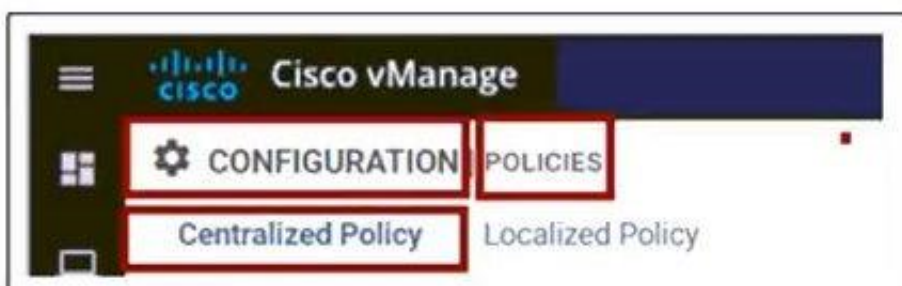 CISCO Cisco vManage
CONFIGURATION | POLICIES
Centralized Policy Localized Policy